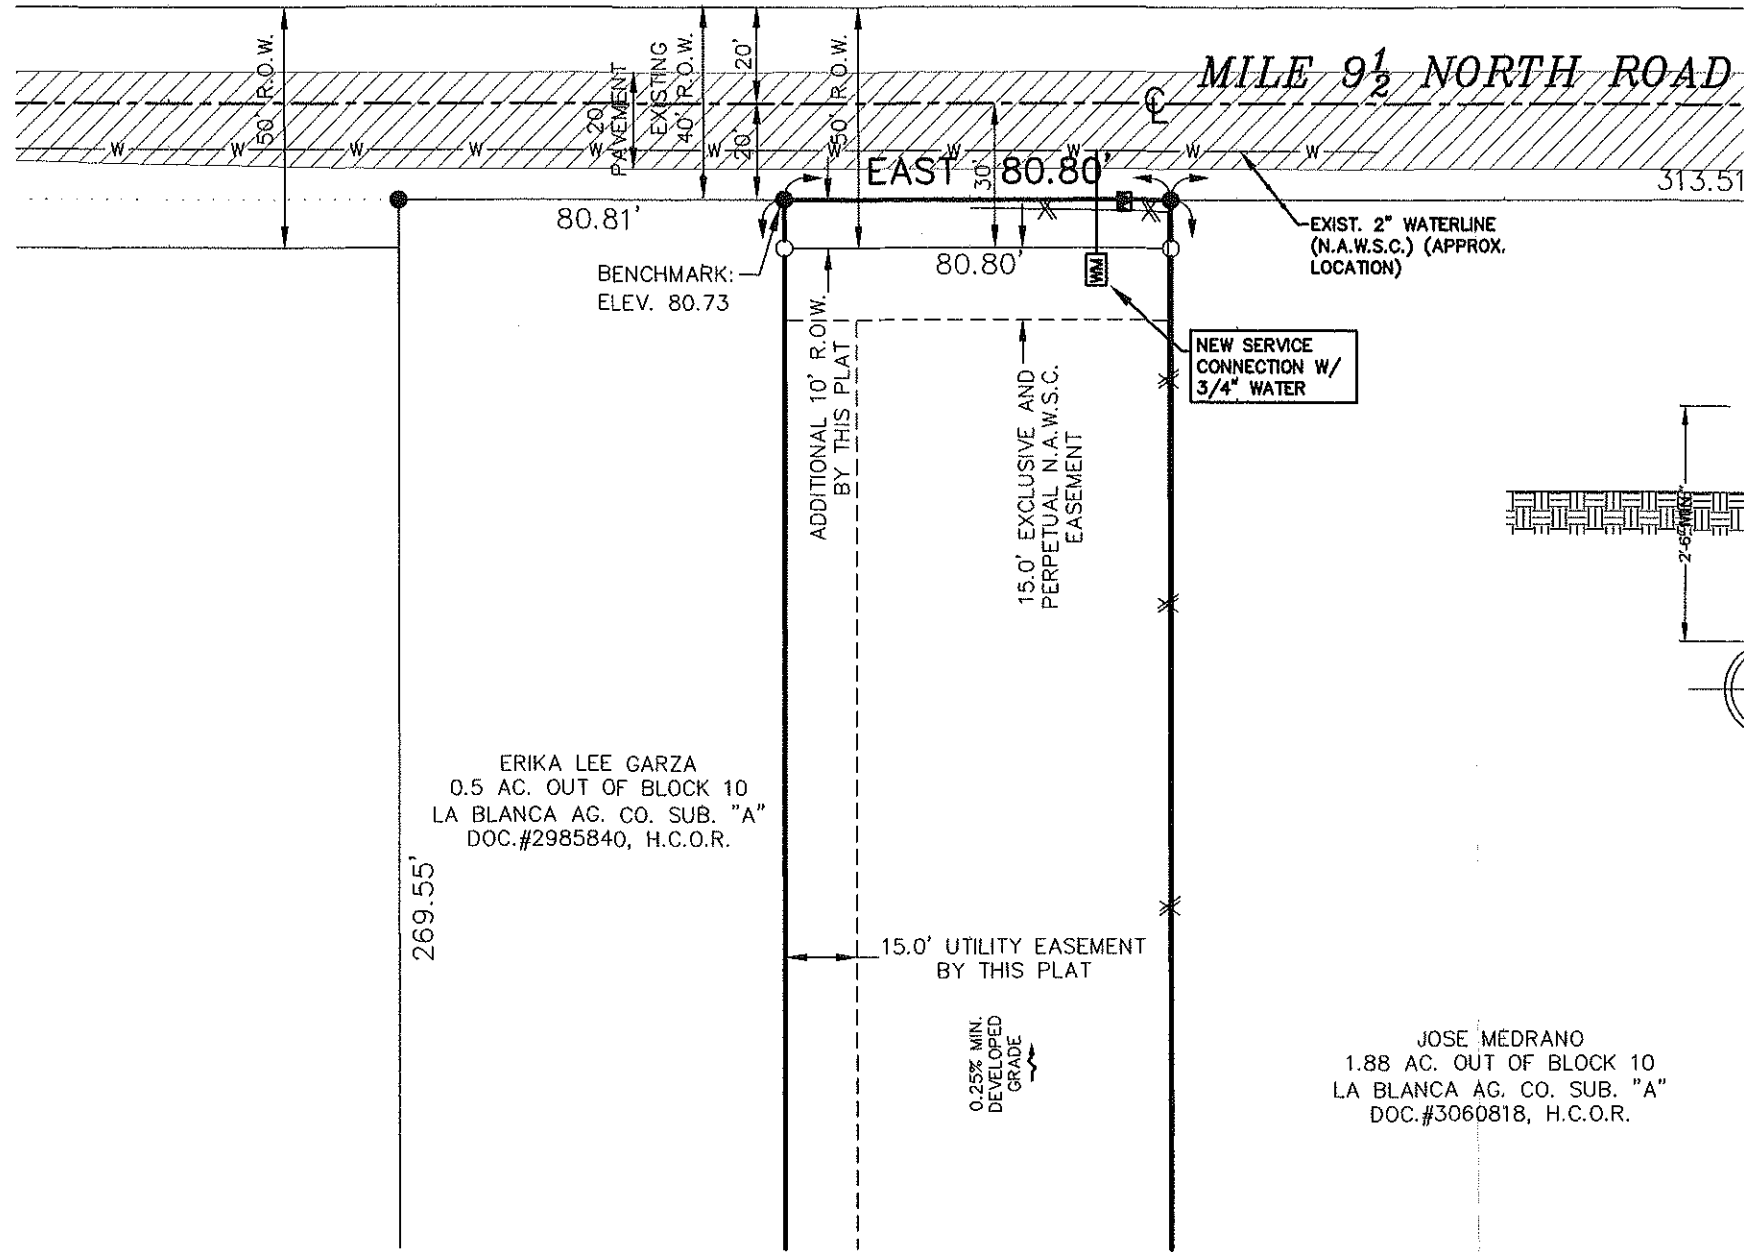 MILE 9½ NORTH ROAD
50' R.O.W.
20'
PAVEMENT
EXISTING
40' R.O.W.
20'
20'
50' R.O.W.
℄
W W W W W W W W W W W
EAST 80.80'
30'
313.51
80.81'
80.80'
BENCHMARK:
ELEV. 80.73
EXIST. 2" WATERLINE
(N.A.W.S.C.) (APPROX.
LOCATION)
WM
NEW SERVICE
CONNECTION W/
3/4" WATER
ADDITIONAL 10' R.O.W.
BY THIS PLAT
15.0' EXCLUSIVE AND
PERPETUAL N.A.W.S.C.
EASEMENT
2'-6" MIN.
ERIKA LEE GARZA
0.5 AC. OUT OF BLOCK 10
LA BLANCA AG. CO. SUB. "A"
DOC.#2985840, H.C.O.R.
269.55'
15.0' UTILITY EASEMENT
BY THIS PLAT
0.25% MIN.
DEVELOPED
GRADE
JOSE MEDRANO
1.88 AC. OUT OF BLOCK 10
LA BLANCA AG. CO. SUB. "A"
DOC.#3060818, H.C.O.R.